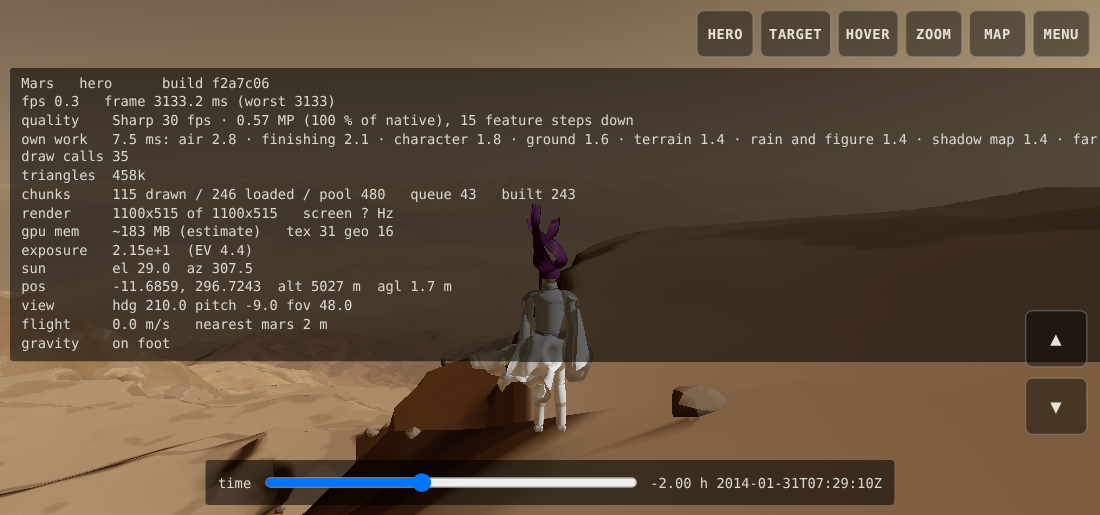 HERO TARGET HOVER ZOOM MAP MENU
Mars hero build f2a7c06
fps 0.3 frame 3133.2 ms (worst 3133)
quality Sharp 30 fps · 0.57 MP (100 % of native), 15 feature steps down
own work 7.5 ms: air 2.8 · finishing 2.1 · character 1.8 · ground 1.6 · terrain 1.4 · rain and figure 1.4 · shadow map 1.4 · far
draw calls 35
triangles 458k
chunks 115 drawn / 246 loaded / pool 480 queue 43 built 243
render 1100x515 of 1100x515 screen ? Hz
gpu mem ~183 MB (estimate) tex 31 geo 16
exposure 2.15e+1 (EV 4.4)
sun el 29.0 az 307.5
pos -11.6859, 296.7243 alt 5027 m agl 1.7 m
view hdg 210.0 pitch -9.0 fov 48.0
flight 0.0 m/s nearest mars 2 m
gravity on foot
▲
▼
time -2.00 h 2014-01-31T07:29:10Z